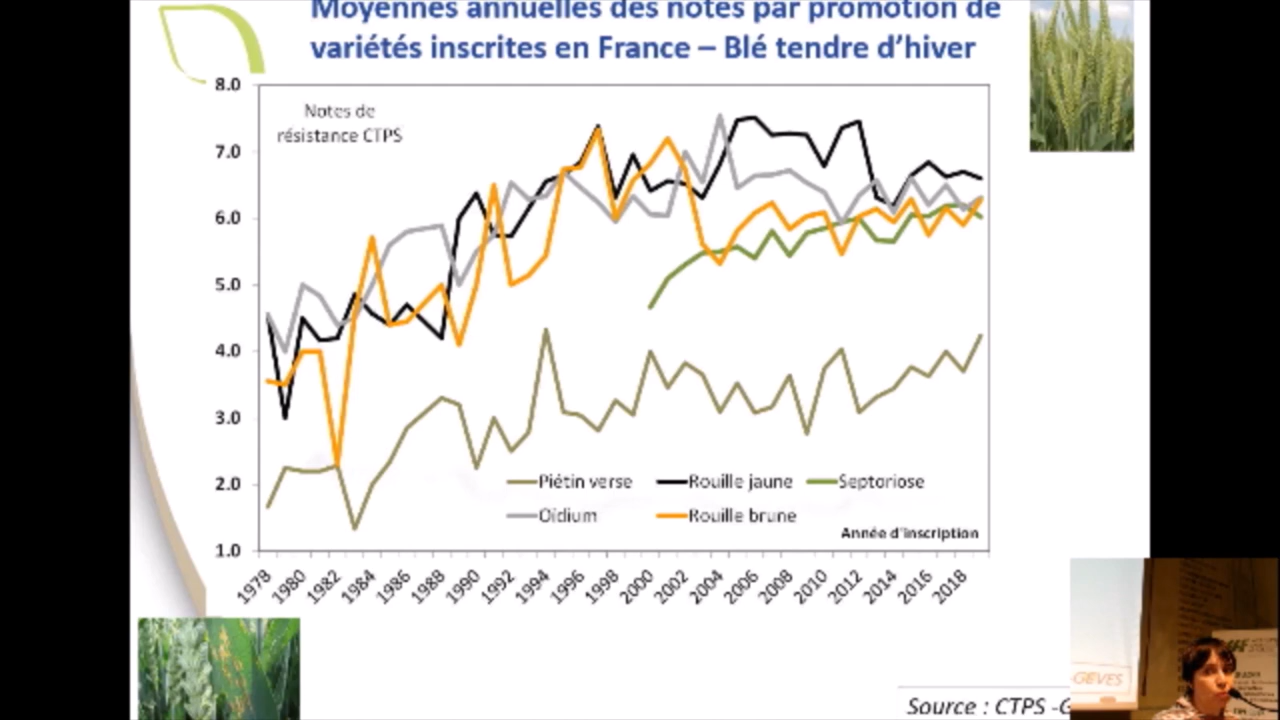 Moyennes annuelles des notes par promotion de
variétés inscrites en France – Blé tendre d'hiver
8.0
Notes de
résistance CTPS
7.0
6.0
5.0
4.0
3.0
2.0
1.0
Piétin verse
Rouille jaune
Septoriose
Oïdium
Rouille brune
Année d'inscription
1978
1980
1982
1984
1986
1988
1990
1992
1994
1996
1998
2000
2002
2004
2006
2008
2010
2012
2014
2016
2018
Source : CTPS -G
GEVES